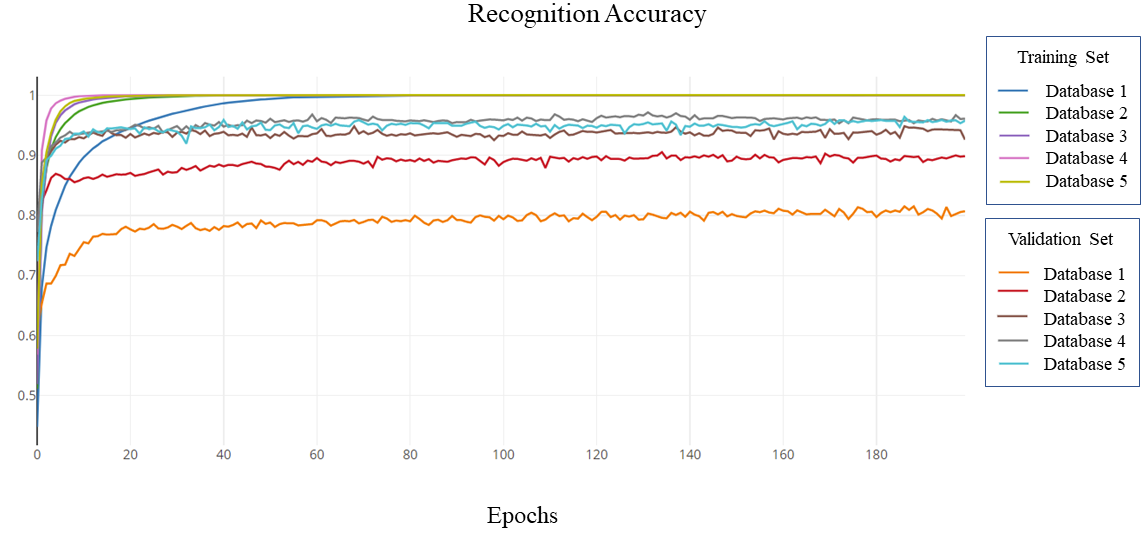 Recognition Accuracy
Training Set
Database 1
Database 2
Database 3
Database 4
Database 5
Validation Set
Database 1
Database 2
Database 3
Database 4
Database 5
1
0.9
0.8
0.7
0.6
0.5
0 20 40 60 80 100 120 140 160 180
Epochs